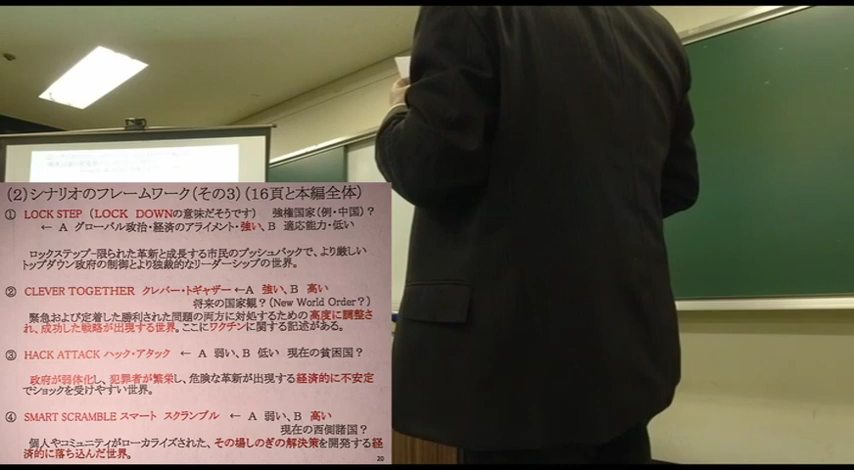 (2)シナリオのフレームワーク(その3)(16頁と本編全体)
① LOCK STEP (LOCK DOWNの意味だそうです) 強権国家(例・中国)?
← A グローバル政治・経済のアライメント・強い、B 適応能力・低い
ロックステップ-限られた革新と成長する市民のプッシュバックで、より厳しい
トップダウン政府の制御とより独裁的なリーダーシップの世界。
② CLEVER TOGETHER クレバー・トギャザー ←A 強い、B 高い
将来の国家観?(New World Order?)
緊急および定着した勝利された問題の両方に対処するための高度に調整さ
れ、成功した戦略が出現する世界。ここにワクチンに関する記述がある。
③ HACK ATTACK ハック・アタック ← A 弱い、B 低い 現在の貧困国?
政府が弱体化し、犯罪者が繁栄し、危険な革新が出現する経済的に不安定
でショックを受けやすい世界。
④ SMART SCRAMBLE スマート スクランブル ← A 弱い、B 高い
現在の西側諸国?
個人やコミュニティがローカライズされた、その場しのぎの解決策を開発する経
済的に落ち込んだ世界。
20